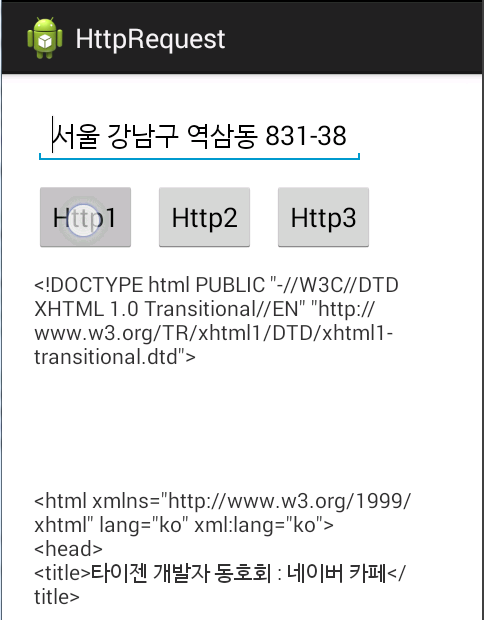 HttpRequest
서울 강남구 역삼동 831-38
Http1 Http2 Http3
<!DOCTYPE html PUBLIC "-//W3C//DTD
XHTML 1.0 Transitional//EN" "http://
www.w3.org/TR/xhtml1/DTD/xhtml1-
transitional.dtd">
<html xmlns="http://www.w3.org/1999/
xhtml" lang="ko" xml:lang="ko">
<head>
<title>타이젠 개발자 동호회 : 네이버 카페</
title>